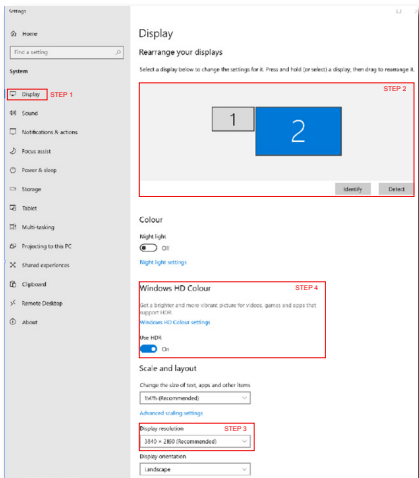 Settings
Home
Find a setting
System
Display STEP 1
Sound
Notifications & actions
Focus assist
Power & sleep
Storage
Tablet
Multi-tasking
Projecting to this PC
Shared experiences
Clipboard
Remote Desktop
About
Display
Rearrange your displays
Select a display below to change the settings for it. Press and hold (or select) a display, then drag to rearrange it.
STEP 2
1
2
Identify Detect
Colour
Night light
Off
Night light settings
Windows HD Colour STEP 4
Get a brighter and more vibrant picture for videos, games and apps that
support HDR.
Windows HD Colour settings
Use HDR
On
Scale and layout
Change the size of text, apps and other items
150% (Recommended)
Advanced scaling settings
Display resolution STEP 3
3840 × 2160 (Recommended)
Display orientation
Landscape